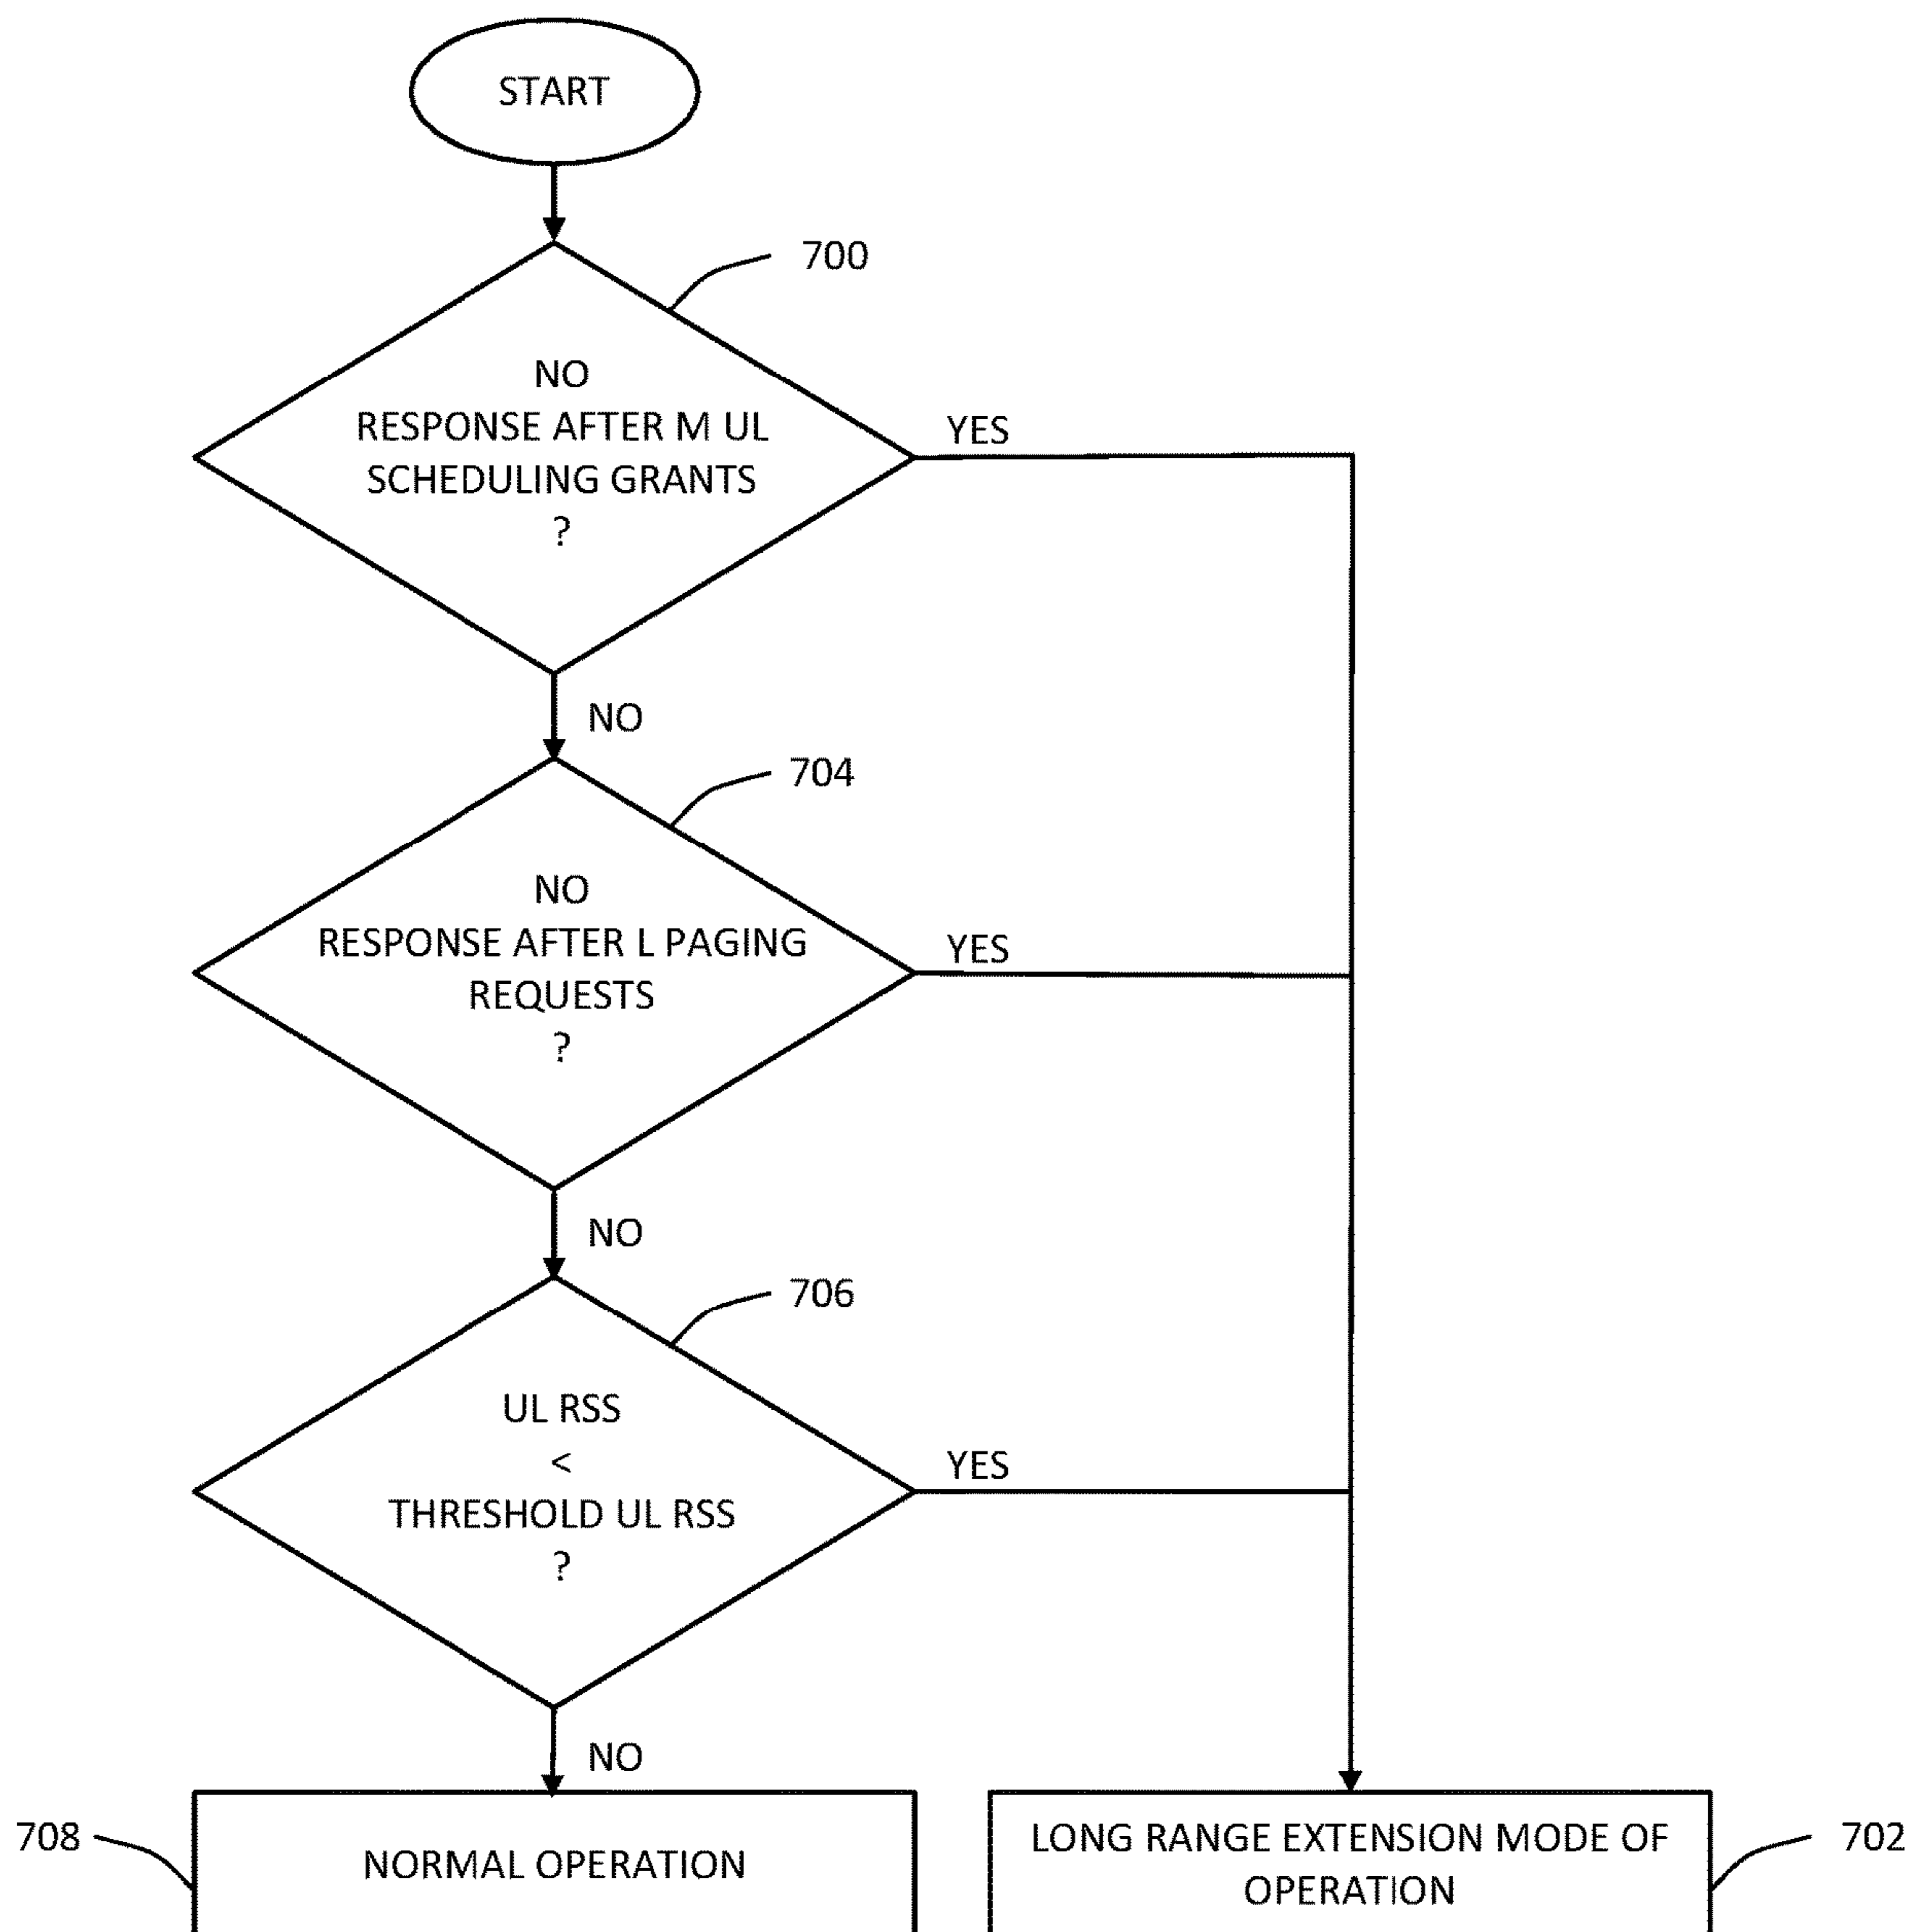 START
700
NO
RESPONSE AFTER M UL
SCHEDULING GRANTS
?
YES
NO
704
NO
RESPONSE AFTER L PAGING
REQUESTS
?
YES
NO
706
UL RSS
<
THRESHOLD UL RSS
?
YES
NO
708
NORMAL OPERATION
LONG RANGE EXTENSION MODE OF
OPERATION
702